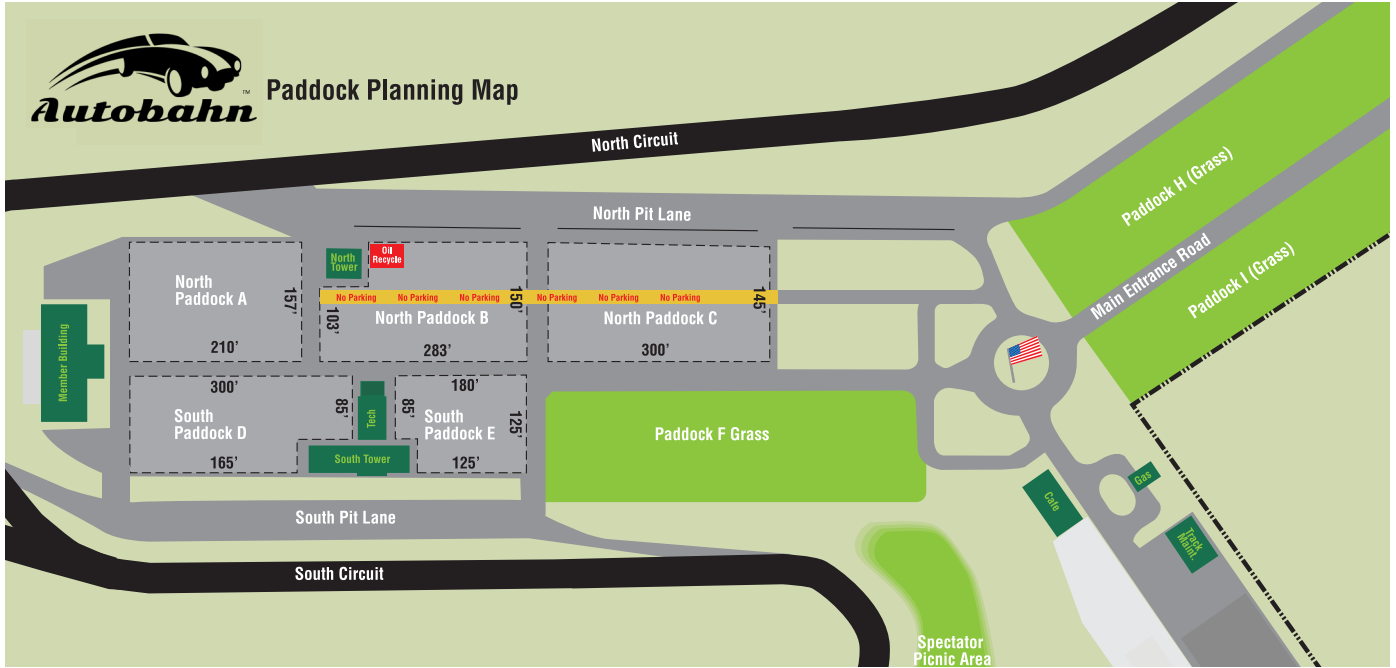 Autobahn
TM
Paddock Planning Map
North Circuit
North Pit Lane
Paddock H (Grass)
Main Entrance Road
Paddock I (Grass)
North
Paddock A
157'
210'
North
Tower
Oil
Recycle
No Parking
No Parking
No Parking
No Parking
No Parking
No Parking
103'
North Paddock B
150'
283'
North Paddock C
145'
300'
Member Building
300'
South
Paddock D
85'
165'
Tech
South Tower
180'
85'
South
Paddock E
125'
125'
Paddock F Grass
South Pit Lane
South Circuit
Cafe
Gas
Track
Maint.
Spectator
Picnic Area